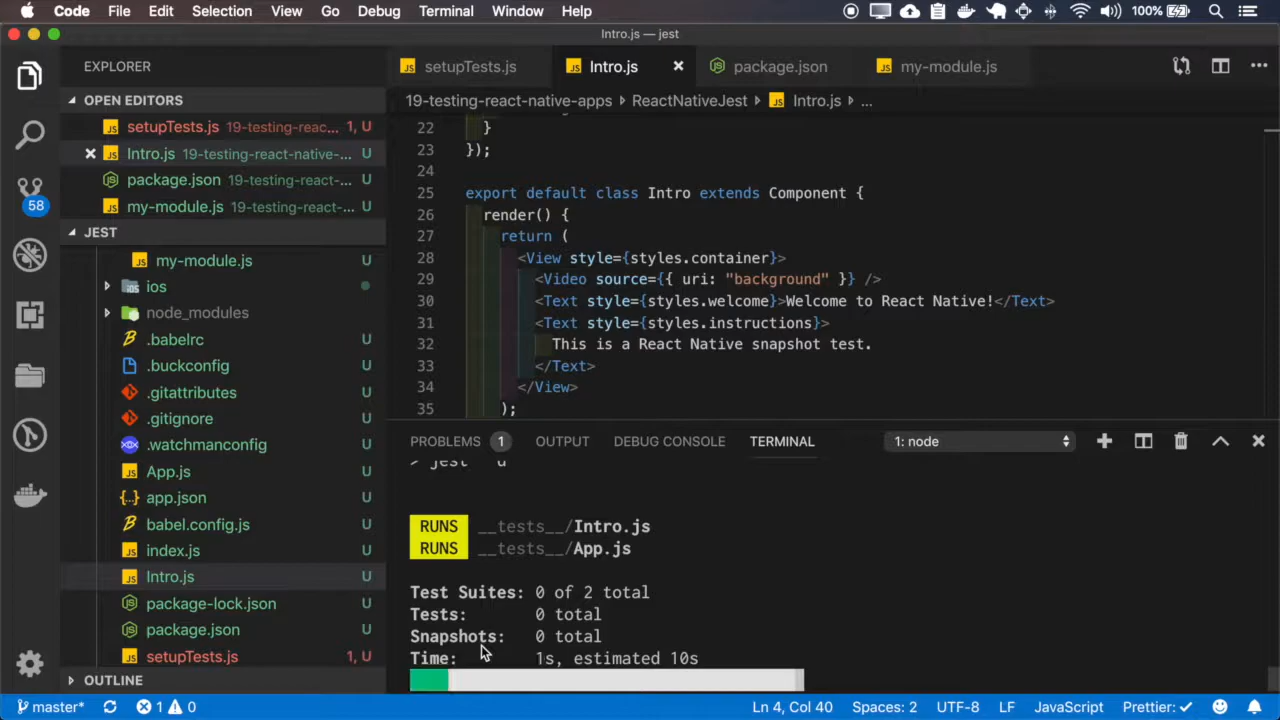 Code File Edit Selection View Go Debug Terminal Window Help 100%
Intro.js — jest
EXPLORER
setupTests.js
Intro.js
package.json
my-module.js
OPEN EDITORS
setupTests.js 19-testing-reac... 1, U
Intro.js 19-testing-react-native-... U
package.json 19-testing-react-... U
my-module.js 19-testing-react-... U
JEST
my-module.js U
ios
node_modules
.babelrc U
.buckconfig U
.gitattributes U
.gitignore U
.watchmanconfig U
App.js U
app.json U
babel.config.js U
index.js U
Intro.js U
package-lock.json U
package.json U
setupTests.js 1, U
OUTLINE
58
19-testing-react-native-apps ReactNativeJest Intro.js ...
22 }
23 });
24
25 export default class Intro extends Component {
26 render() {
27 return (
28 <View style={styles.container}>
29 <Video source={{ uri: "background" }} />
30 <Text style={styles.welcome}>Welcome to React Native!</Text>
31 <Text style={styles.instructions}>
32 This is a React Native snapshot test.
33 </Text>
34 </View>
35 );
PROBLEMS 1 OUTPUT DEBUG CONSOLE TERMINAL 1: node
> jest u
RUNS __tests__/Intro.js
RUNS __tests__/App.js
Test Suites: 0 of 2 total
Tests: 0 total
Snapshots: 0 total
Time: 1s, estimated 10s
master* 1 0 Ln 4, Col 40 Spaces: 2 UTF-8 LF JavaScript Prettier: ✓